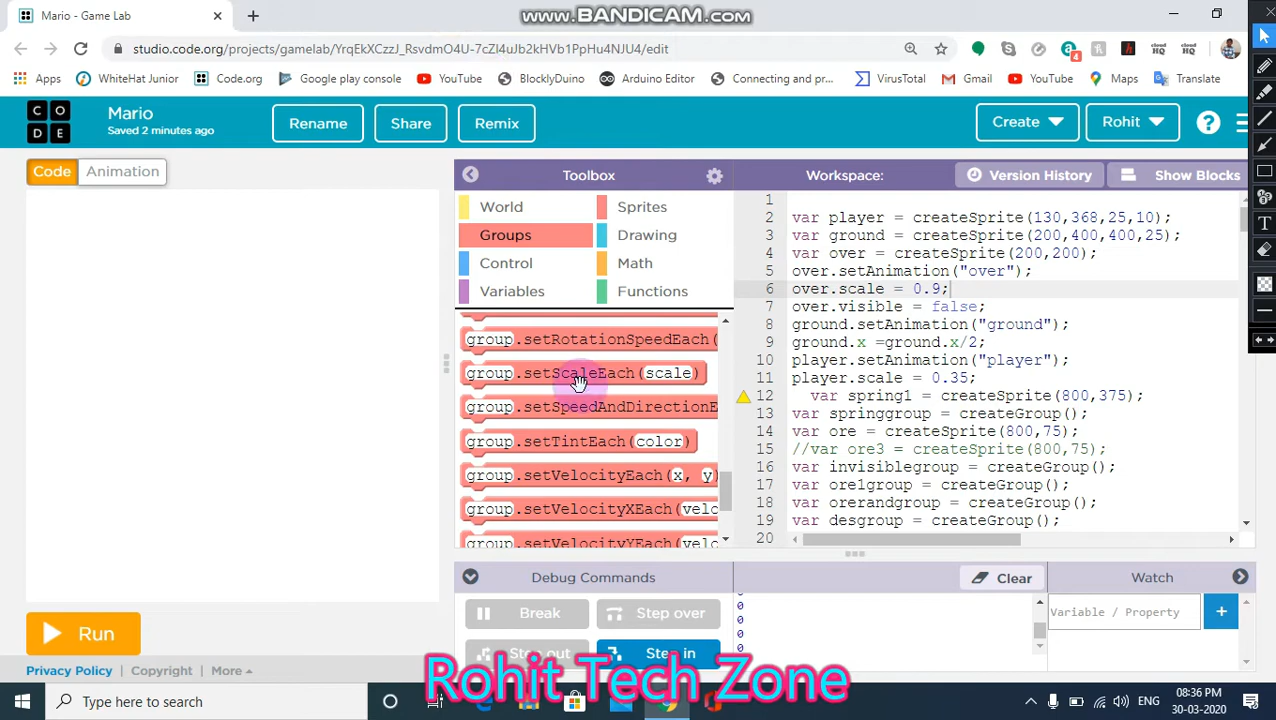 Mario - Game Lab
www.BANDICAM.com
studio.code.org/projects/gamelab/YrqEkXCzzJ_RsvdmO4U-7cZl4uJb2kHVb1PpHu4NJU4/edit
Apps WhiteHat Junior Code.org Google play console YouTube BlocklyDuino Arduino Editor Connecting and pr VirusTotal Gmail YouTube Maps Translate
CODE
Mario
Saved 2 minutes ago
Rename
Share
Remix
Create
Rohit
Code
Animation
Toolbox
Workspace:
Version History
Show Blocks
World
Sprites
Groups
Drawing
Control
Math
Variables
Functions
group.setRotationSpeedEach(
group.setScaleEach(scale)
group.setSpeedAndDirectionE
group.setTintEach(color)
group.setVelocityEach(x, y)
group.setVelocityXEach(velo
group.setVelocityYEach(velo
1
2 var player = createSprite(130,368,25,10);
3 var ground = createSprite(200,400,400,25);
4 var over = createSprite(200,200);
5 over.setAnimation("over");
6 over.scale = 0.9;
7 over.visible = false;
8 ground.setAnimation("ground");
9 ground.x =ground.x/2;
10 player.setAnimation("player");
11 player.scale = 0.35;
12 var spring1 = createSprite(800,375);
13 var springgroup = createGroup();
14 var ore = createSprite(800,75);
15 //var ore3 = createSprite(800,75);
16 var invisiblegroup = createGroup();
17 var ore1group = createGroup();
18 var orerandgroup = createGroup();
19 var desgroup = createGroup();
20
Debug Commands
Clear
Watch
Break
Step over
Step out
Step in
0
0
0
0
Variable / Property
Run
Privacy Policy
Copyright
More
Rohit Tech Zone
Type here to search
ENG
08:36 PM
30-03-2020